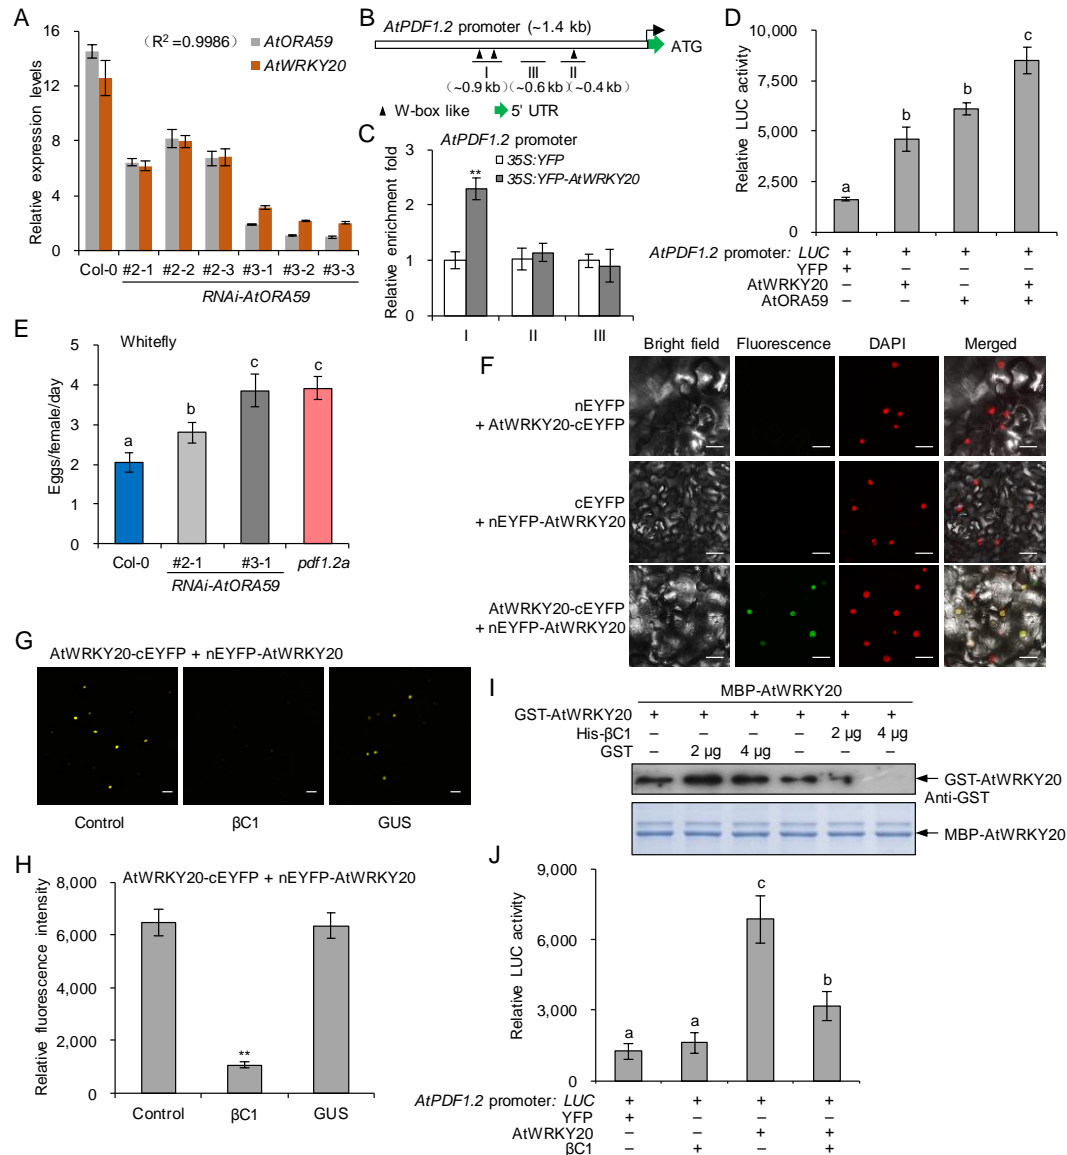 A
(R²=0.9986)
AtORA59
AtWRKY20
Relative expression levels
16
12
8
4
0
Col-0 #2-1 #2-2 #2-3 #3-1 #3-2 #3-3
RNAi-AtORA59
B
AtPDF1.2 promoter (~1.4 kb)
ATG
I III II
(~0.9 kb) (~0.6 kb) (~0.4 kb)
W-box like 5' UTR
C
AtPDF1.2 promoter
35S:YFP
35S:YFP-AtWRKY20
**
Relative enrichment fold
3
2
1
0
I II III
D
Relative LUC activity
10,000
7,500
5,000
2,500
0
a b b c
AtPDF1.2 promoter: LUC + + + +
YFP + – – –
AtWRKY20 – + – +
AtORA59 – – + +
E
Whitefly
Eggs/female/day
5
4
3
2
1
0
a b c c
Col-0 #2-1 #3-1 pdf1.2a
RNAi-AtORA59
F
Bright field Fluorescence DAPI Merged
nEYFP
+ AtWRKY20-cEYFP
cEYFP
+ nEYFP-AtWRKY20
AtWRKY20-cEYFP
+ nEYFP-AtWRKY20
G
AtWRKY20-cEYFP + nEYFP-AtWRKY20
Control βC1 GUS
H
AtWRKY20-cEYFP + nEYFP-AtWRKY20
Relative fluorescence intensity
8,000
6,000
4,000
2,000
0
**
Control βC1 GUS
I
MBP-AtWRKY20
GST-AtWRKY20 + + + + + +
His-βC1 – – – – 2 μg 4 μg
GST – 2 μg 4 μg – – –
GST-AtWRKY20
Anti-GST
MBP-AtWRKY20
J
Relative LUC activity
9,000
7,000
3,000
0
a a c b
AtPDF1.2 promoter: LUC + + + +
YFP + – – –
AtWRKY20 – – + +
βC1 – + – +